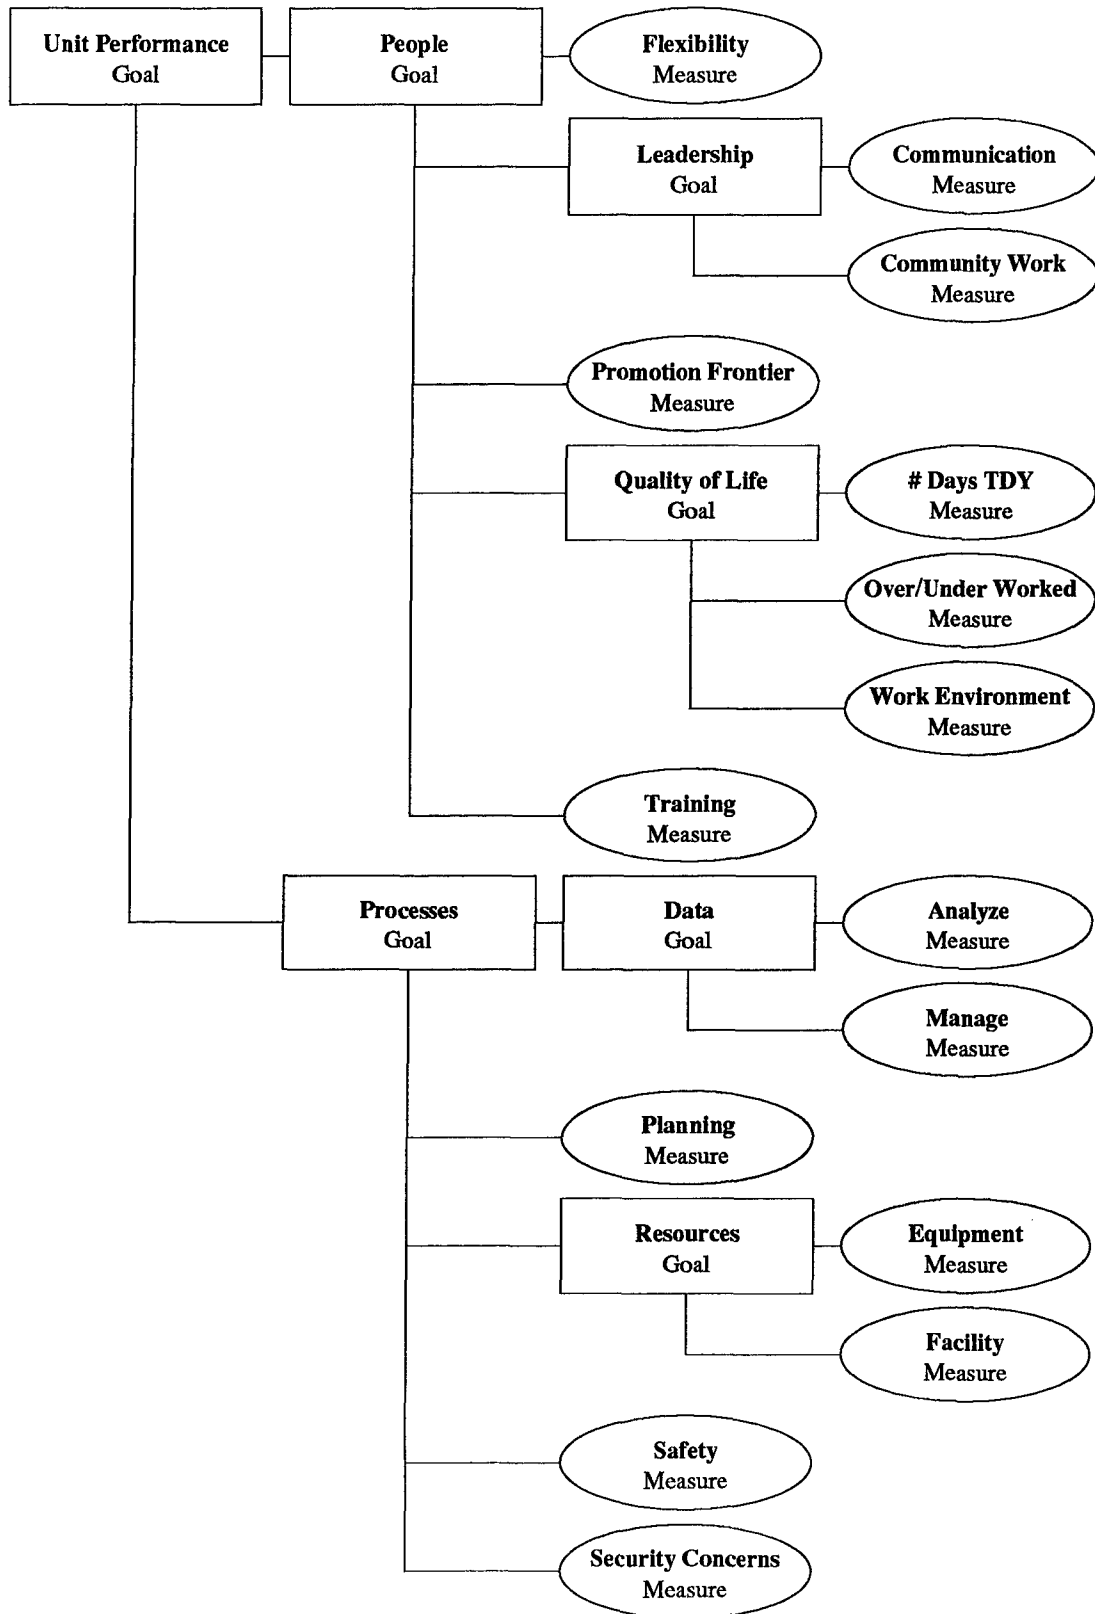 Unit Performance
Goal
People
Goal
Flexibility
Measure
Leadership
Goal
Communication
Measure
Community Work
Measure
Promotion Frontier
Measure
Quality of Life
Goal
# Days TDY
Measure
Over/Under Worked
Measure
Work Environment
Measure
Training
Measure
Processes
Goal
Data
Goal
Analyze
Measure
Manage
Measure
Planning
Measure
Resources
Goal
Equipment
Measure
Facility
Measure
Safety
Measure
Security Concerns
Measure